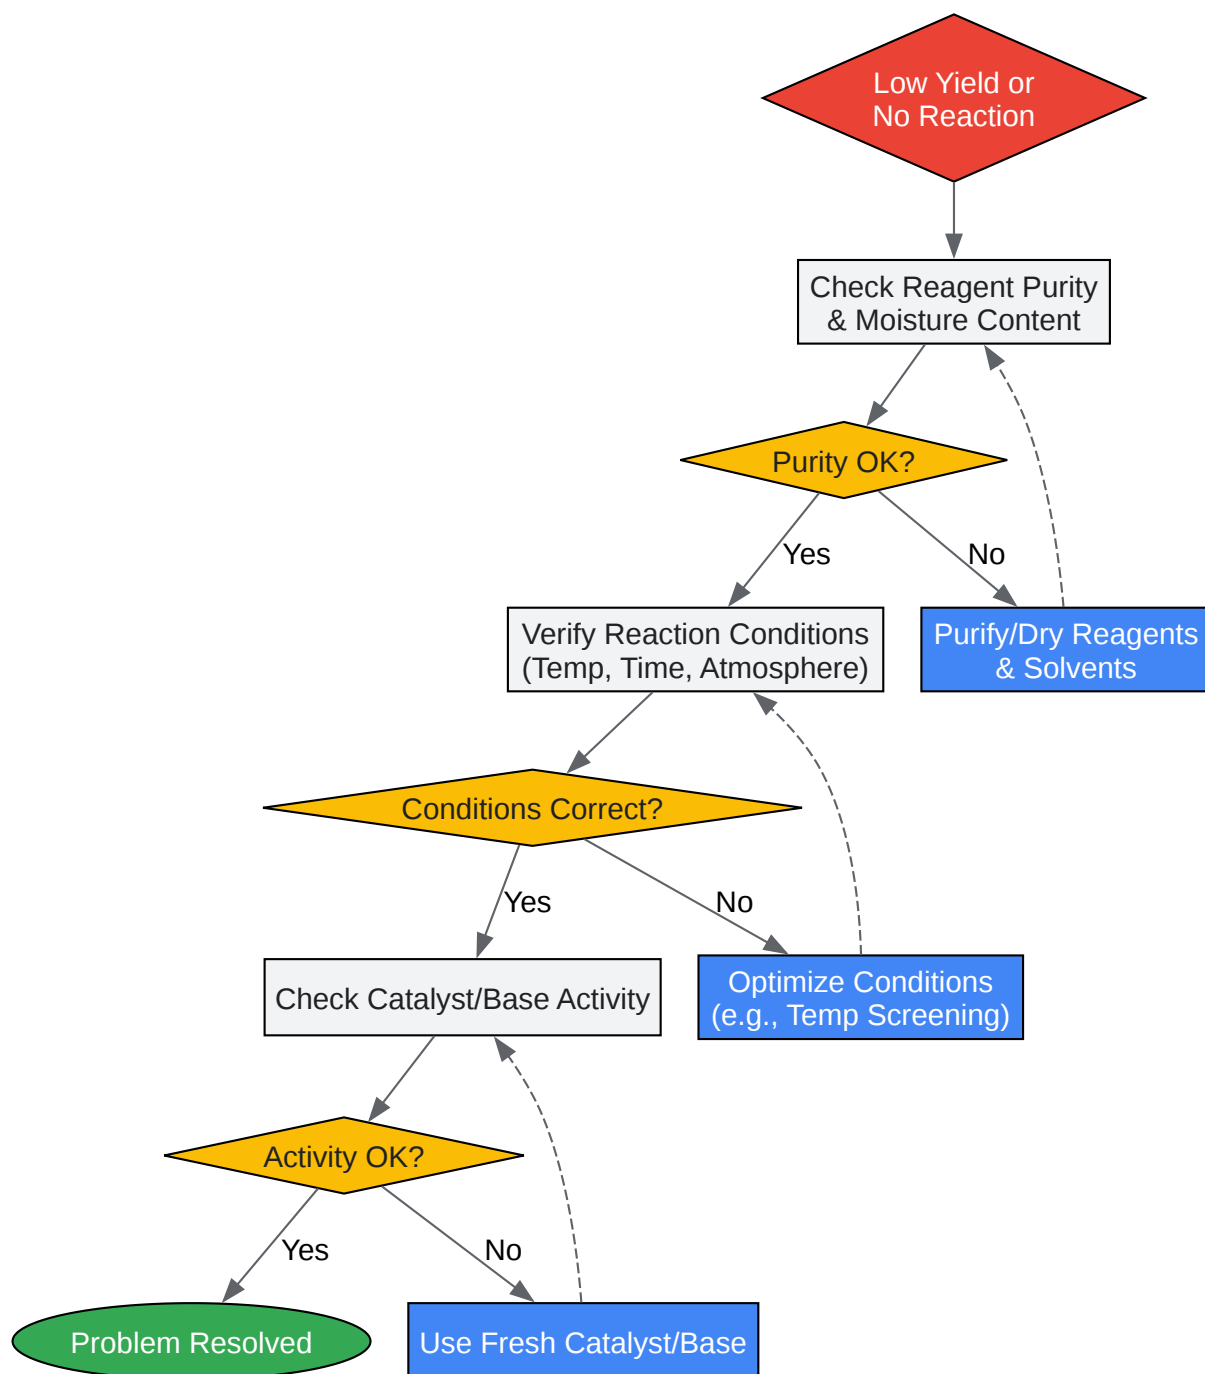 Low Yield or
No Reaction
Check Reagent Purity
& Moisture Content
Purity OK?
Yes
No
Verify Reaction Conditions
(Temp, Time, Atmosphere)
Purify/Dry Reagents
& Solvents
Conditions Correct?
Yes
No
Check Catalyst/Base Activity
Optimize Conditions
(e.g., Temp Screening)
Activity OK?
Yes
No
Problem Resolved
Use Fresh Catalyst/Base